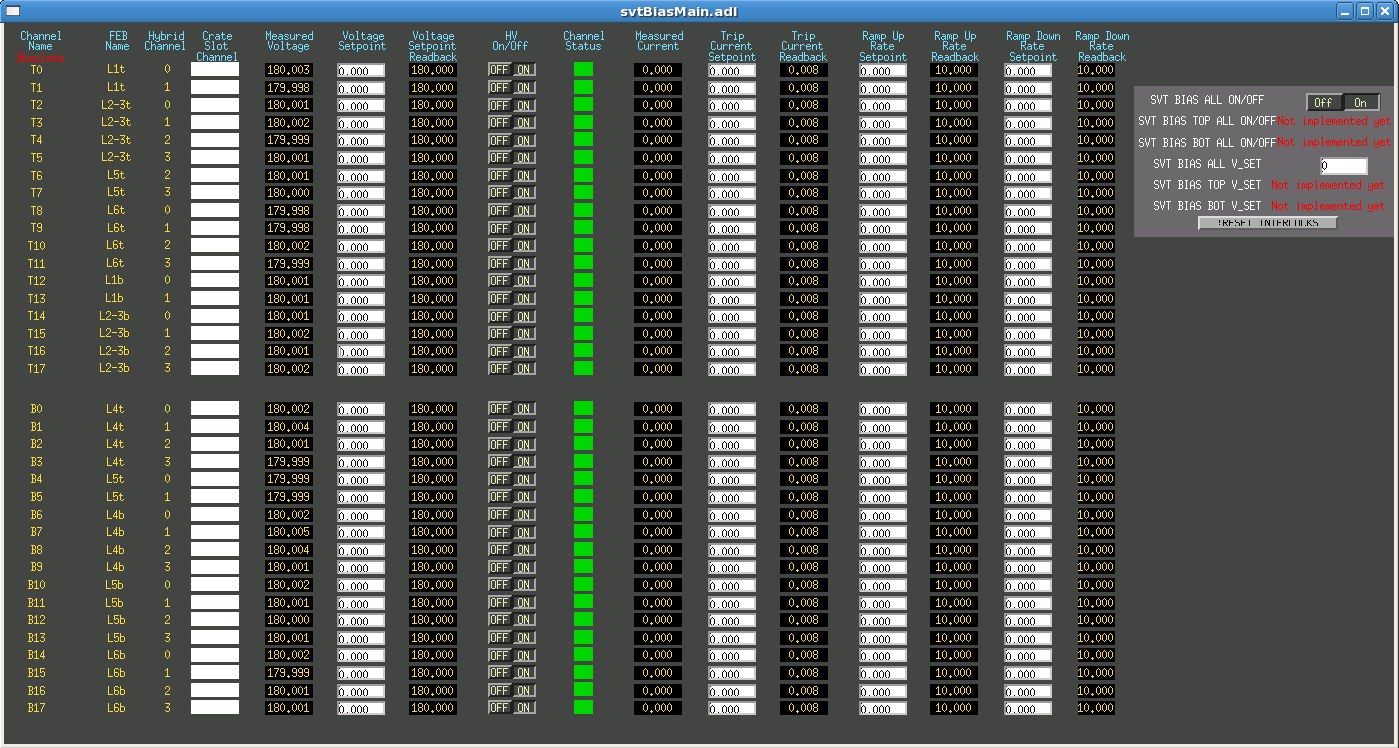 svtBiasMain.adl
Channel Name FEB Name Hybrid Channel Crate Slot Channel Measured Voltage Voltage Setpoint Voltage Setpoint Readback HV On/Off Channel Status Measured Current Trip Current Setpoint Trip Current Readback Ramp Up Rate Setpoint Ramp Up Rate Readback Ramp Down Rate Setpoint Ramp Down Rate Readback
T0 L1t 0 180.003 0.000 180.000 OFF ON 0.000 0.000 0.008 0.000 10.000 0.000 10.000
T1 L1t 1 179.998 0.000 180.000 OFF ON 0.000 0.000 0.008 0.000 10.000 0.000 10.000
T2 L2-3t 0 180.001 0.000 180.000 OFF ON 0.000 0.000 0.008 0.000 10.000 0.000 10.000
T3 L2-3t 1 180.002 0.000 180.000 OFF ON 0.000 0.000 0.008 0.000 10.000 0.000 10.000
T4 L2-3t 2 179.999 0.000 180.000 OFF ON 0.000 0.000 0.008 0.000 10.000 0.000 10.000
T5 L2-3t 3 180.001 0.000 180.000 OFF ON 0.000 0.000 0.008 0.000 10.000 0.000 10.000
T6 L5t 2 180.001 0.000 180.000 OFF ON 0.000 0.000 0.008 0.000 10.000 0.000 10.000
T7 L5t 3 180.000 0.000 180.000 OFF ON 0.000 0.000 0.008 0.000 10.000 0.000 10.000
T8 L6t 0 179.998 0.000 180.000 OFF ON 0.000 0.000 0.008 0.000 10.000 0.000 10.000
T9 L6t 1 179.998 0.000 180.000 OFF ON 0.000 0.000 0.008 0.000 10.000 0.000 10.000
T10 L6t 2 180.002 0.000 180.000 OFF ON 0.000 0.000 0.008 0.000 10.000 0.000 10.000
T11 L6t 3 179.999 0.000 180.000 OFF ON 0.000 0.000 0.008 0.000 10.000 0.000 10.000
T12 L1b 0 180.001 0.000 180.000 OFF ON 0.000 0.000 0.008 0.000 10.000 0.000 10.000
T13 L1b 1 180.001 0.000 180.000 OFF ON 0.000 0.000 0.008 0.000 10.000 0.000 10.000
T14 L2-3b 0 180.001 0.000 180.000 OFF ON 0.000 0.000 0.008 0.000 10.000 0.000 10.000
T15 L2-3b 1 180.002 0.000 180.000 OFF ON 0.000 0.000 0.008 0.000 10.000 0.000 10.000
T16 L2-3b 2 180.001 0.000 180.000 OFF ON 0.000 0.000 0.008 0.000 10.000 0.000 10.000
T17 L2-3b 3 180.002 0.000 180.000 OFF ON 0.000 0.000 0.008 0.000 10.000 0.000 10.000
B0 L4t 0 180.002 0.000 180.000 OFF ON 0.000 0.000 0.008 0.000 10.000 0.000 10.000
B1 L4t 1 180.004 0.000 180.000 OFF ON 0.000 0.000 0.008 0.000 10.000 0.000 10.000
B2 L4t 2 180.001 0.000 180.000 OFF ON 0.000 0.000 0.008 0.000 10.000 0.000 10.000
B3 L4t 3 179.999 0.000 180.000 OFF ON 0.000 0.000 0.008 0.000 10.000 0.000 10.000
B4 L5t 0 179.999 0.000 180.000 OFF ON 0.000 0.000 0.008 0.000 10.000 0.000 10.000
B5 L5t 1 179.999 0.000 180.000 OFF ON 0.000 0.000 0.008 0.000 10.000 0.000 10.000
B6 L4b 0 180.002 0.000 180.000 OFF ON 0.000 0.000 0.008 0.000 10.000 0.000 10.000
B7 L4b 1 180.005 0.000 180.000 OFF ON 0.000 0.000 0.008 0.000 10.000 0.000 10.000
B8 L4b 2 180.004 0.000 180.000 OFF ON 0.000 0.000 0.008 0.000 10.000 0.000 10.000
B9 L4b 3 180.001 0.000 180.000 OFF ON 0.000 0.000 0.008 0.000 10.000 0.000 10.000
B10 L5b 0 180.002 0.000 180.000 OFF ON 0.000 0.000 0.008 0.000 10.000 0.000 10.000
B11 L5b 1 180.001 0.000 180.000 OFF ON 0.000 0.000 0.008 0.000 10.000 0.000 10.000
B12 L5b 2 180.000 0.000 180.000 OFF ON 0.000 0.000 0.008 0.000 10.000 0.000 10.000
B13 L5b 3 180.001 0.000 180.000 OFF ON 0.000 0.000 0.008 0.000 10.000 0.000 10.000
B14 L6b 0 180.002 0.000 180.000 OFF ON 0.000 0.000 0.008 0.000 10.000 0.000 10.000
B15 L6b 1 179.999 0.000 180.000 OFF ON 0.000 0.000 0.008 0.000 10.000 0.000 10.000
B16 L6b 2 180.001 0.000 180.000 OFF ON 0.000 0.000 0.008 0.000 10.000 0.000 10.000
B17 L6b 3 180.001 0.000 180.000 OFF ON 0.000 0.000 0.008 0.000 10.000 0.000 10.000
SVT BIAS ALL ON/OFF Off On
SVT BIAS TOP ALL ON/OFF Not implemented yet
SVT BIAS BOT ALL ON/OFF Not implemented yet
SVT BIAS ALL V_SET 0
SVT BIAS TOP V_SET Not implemented yet
SVT BIAS BOT V_SET Not implemented yet
!RESET INTERLOCKS